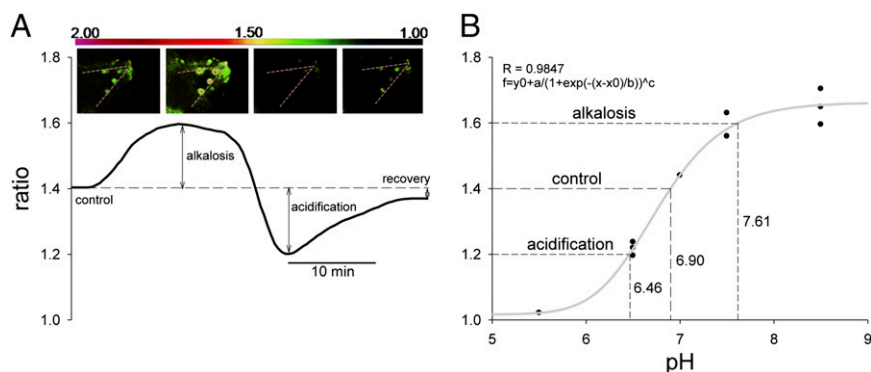 A
2.00 1.50 1.00
ratio
1.6
1.4
1.2
1.0
control
alkalosis
acidification
recovery
10 min
B
R = 0.9847
f=y0+a/(1+exp(-(x-x0)/b))^c
1.8
1.6
1.4
1.2
1.0
alkalosis
control
acidification
6.46
6.90
7.61
5 6 7 8 9
pH